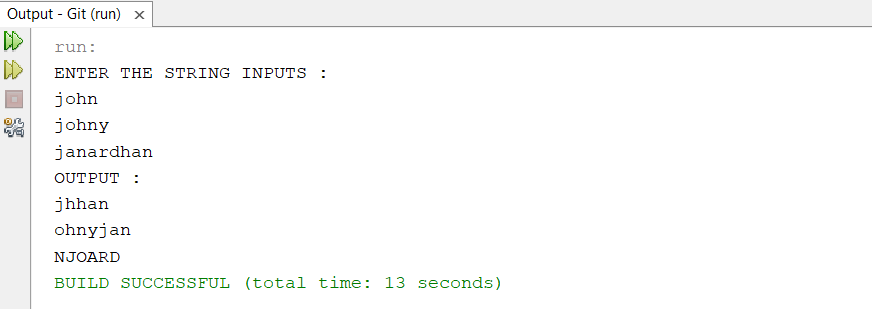 Output - Git (run) ×
run:
ENTER THE STRING INPUTS :
john
johny
janardhan
OUTPUT :
jhhan
ohnyjan
NJOARD
BUILD SUCCESSFUL (total time: 13 seconds)